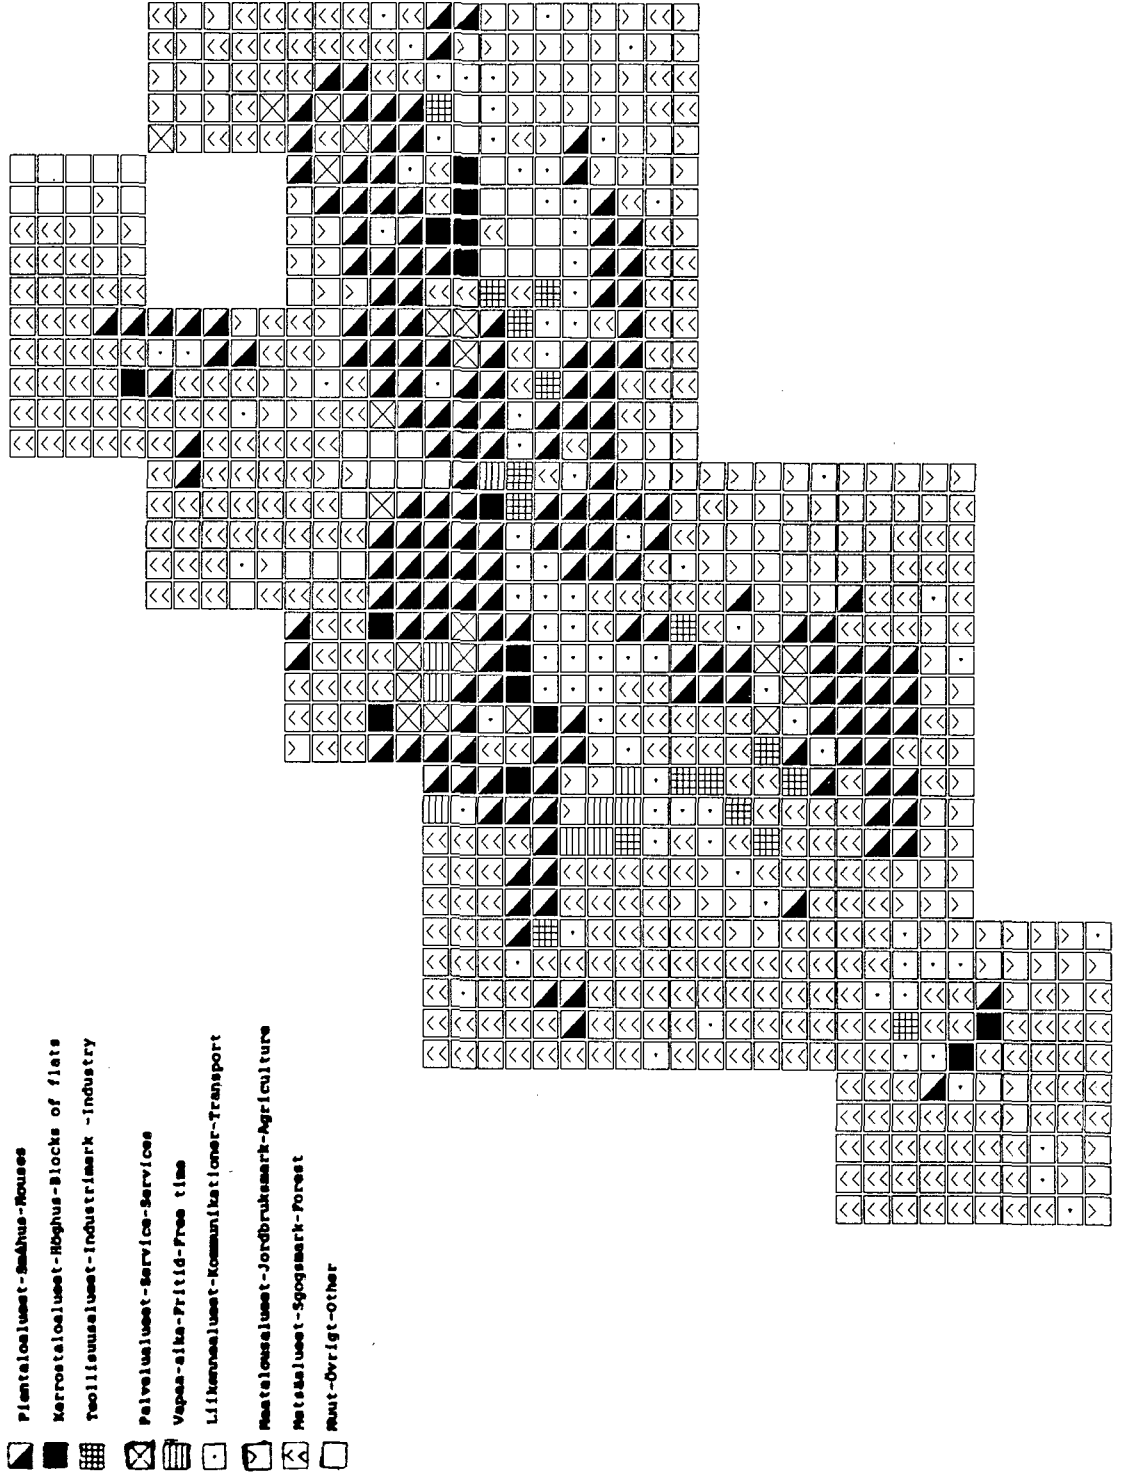 Pientaloalueet-Småhus-Houses
Kerrostaloalueet-Höghus-Blocks of flats
Teollisuusalueet-Industrimark -Industry
Palvelualueet-Service-Services
Vapaa-aika-Fritid-Free time
Liikennealueet-Kommunikationer-Transport
Maatalousalueet-Jordbruksmark-Agriculture
Metsäalueet-Sgogsmark-Forest
Muut-Övrigt-Other